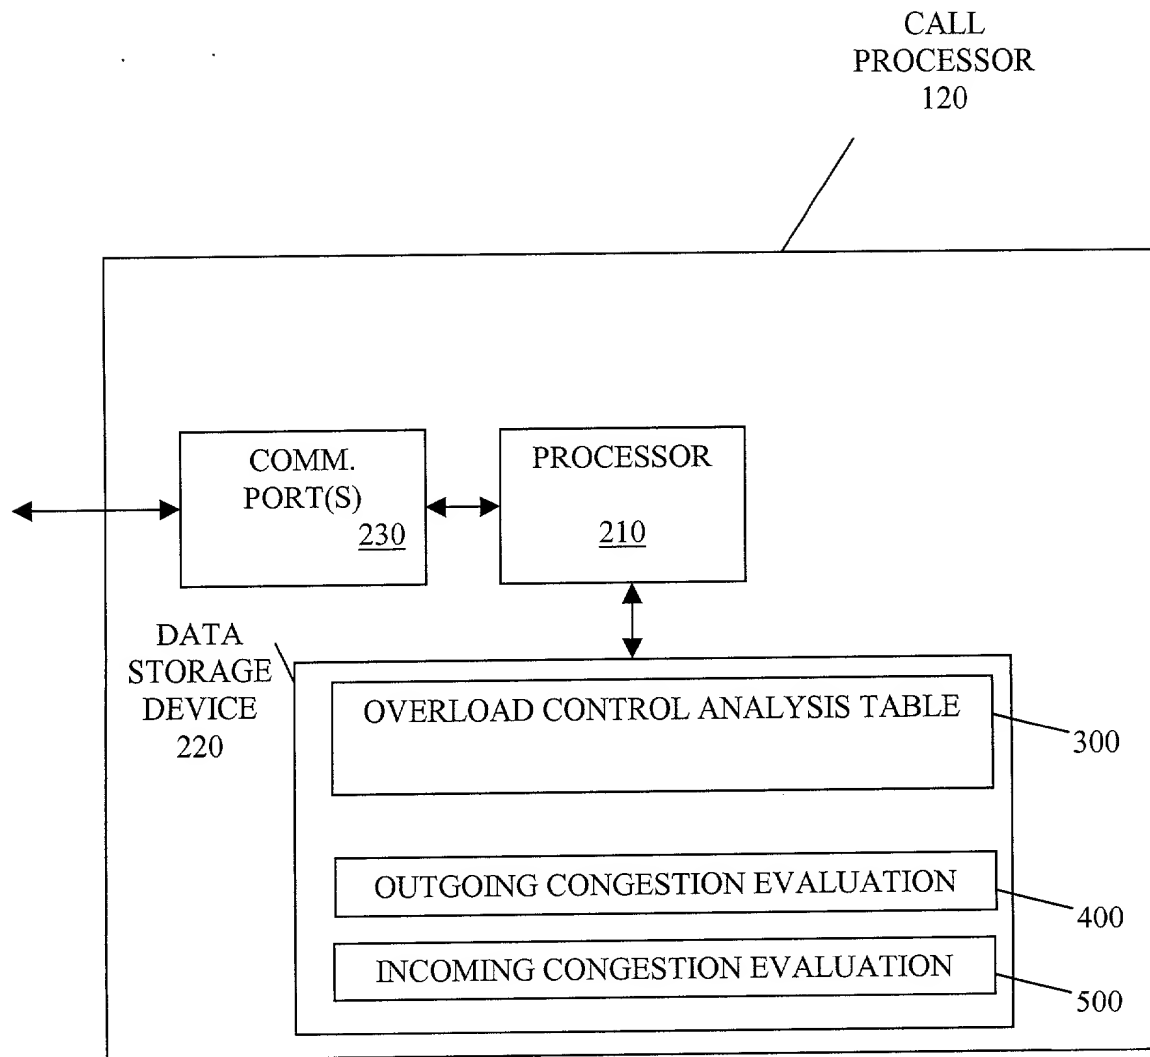 CALL
PROCESSOR
120
COMM.
PORT(S)
230
PROCESSOR
210
DATA
STORAGE
DEVICE
220
OVERLOAD CONTROL ANALYSIS TABLE
300
OUTGOING CONGESTION EVALUATION
400
INCOMING CONGESTION EVALUATION
500